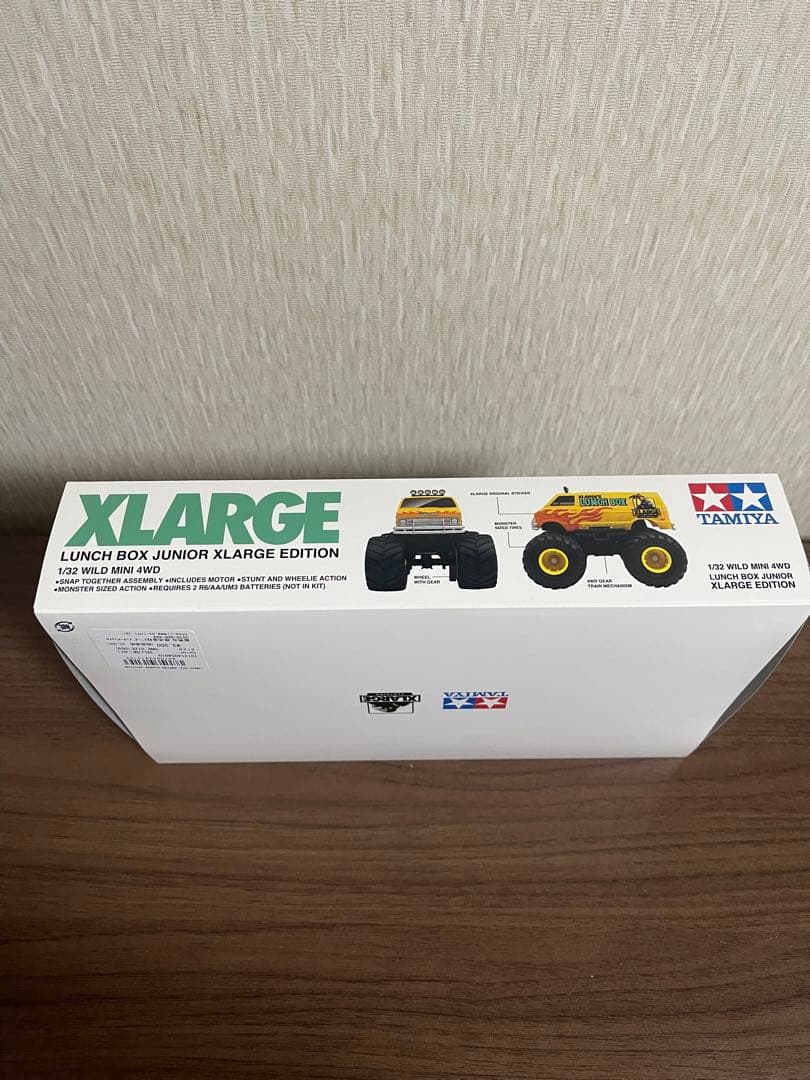 XLARGE
LUNCH BOX JUNIOR XLARGE EDITION
1/32 WILD MINI 4WD
•SNAP TOGETHER ASSEMBLY •INCLUDES MOTOR •STUNT AND WHEELIE ACTION
•MONSTER SIZED ACTION •REQUIRES 2 R6/AA/UM3 BATTERIES (NOT IN KIT)
WHEEL
WITH GEAR
XLARGE ORIGINAL STICKER
MONSTER
SIZED TIRES
LUNCH BOX
XLARGE
4WD GEAR
TRAIN MECHANISM
TAMIYA
1/32 WILD MINI 4WD
LUNCH BOX JUNIOR
XLARGE EDITION
XLARGE
TAMIYA